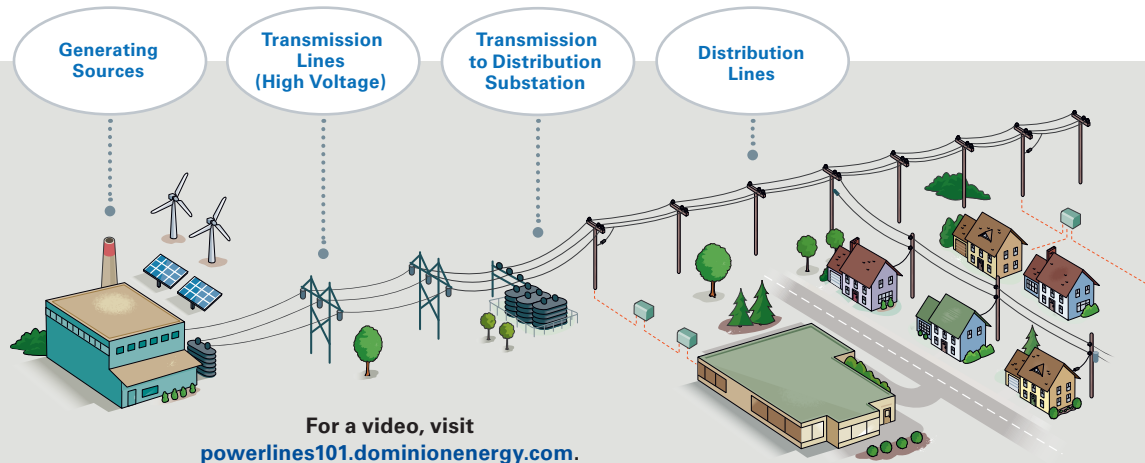 Generating
Sources
Transmission
Lines
(High Voltage)
Transmission
to Distribution
Substation
Distribution
Lines
For a video, visit
powerlines101.dominionenergy.com.